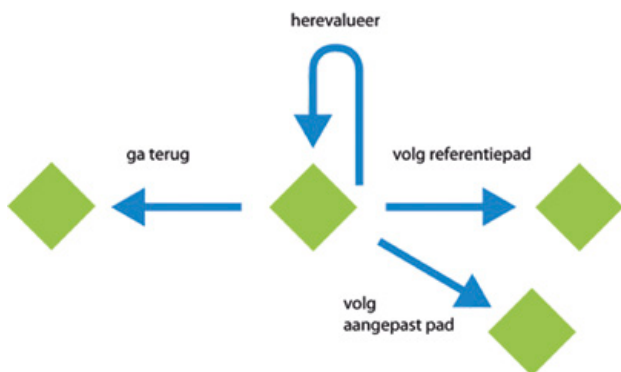 herevalueer
ga terug
volg referentiepad
volg
aangepast pad